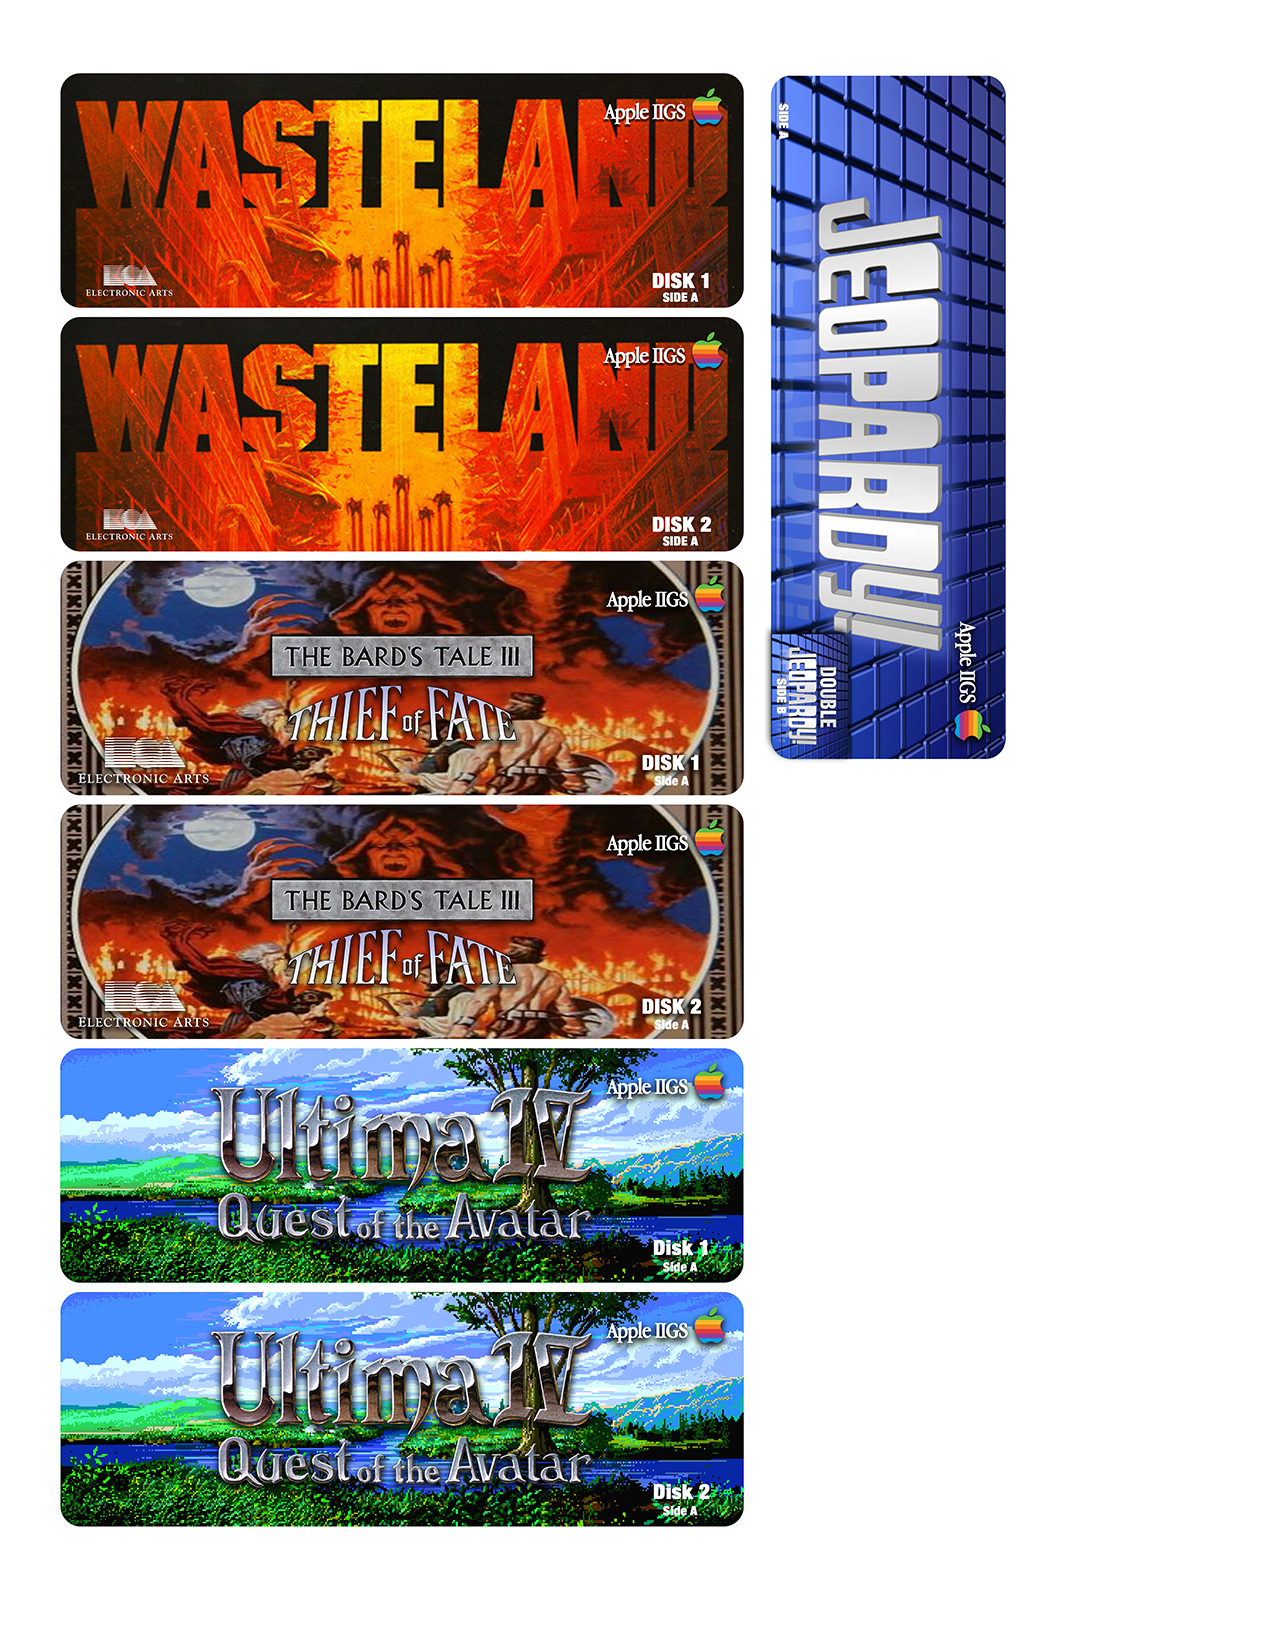 WASTELAND
Apple IIGS
ELECTRONIC ARTS
DISK 1
SIDE A
WASTELAND
Apple IIGS
ELECTRONIC ARTS
DISK 2
SIDE A
Apple IIGS
THE BARD'S TALE III
THIEF of FATE
ELECTRONIC ARTS
DISK 1
Side A
Apple IIGS
THE BARD'S TALE III
THIEF of FATE
ELECTRONIC ARTS
DISK 2
Side A
Apple IIGS
Ultima IV
Quest of the Avatar
Disk 1
Side A
Apple IIGS
Ultima IV
Quest of the Avatar
Disk 2
Side A
SIDE A
JEOPARDY!
Apple IIGS
DOUBLE
JEOPARDY!
SIDE B